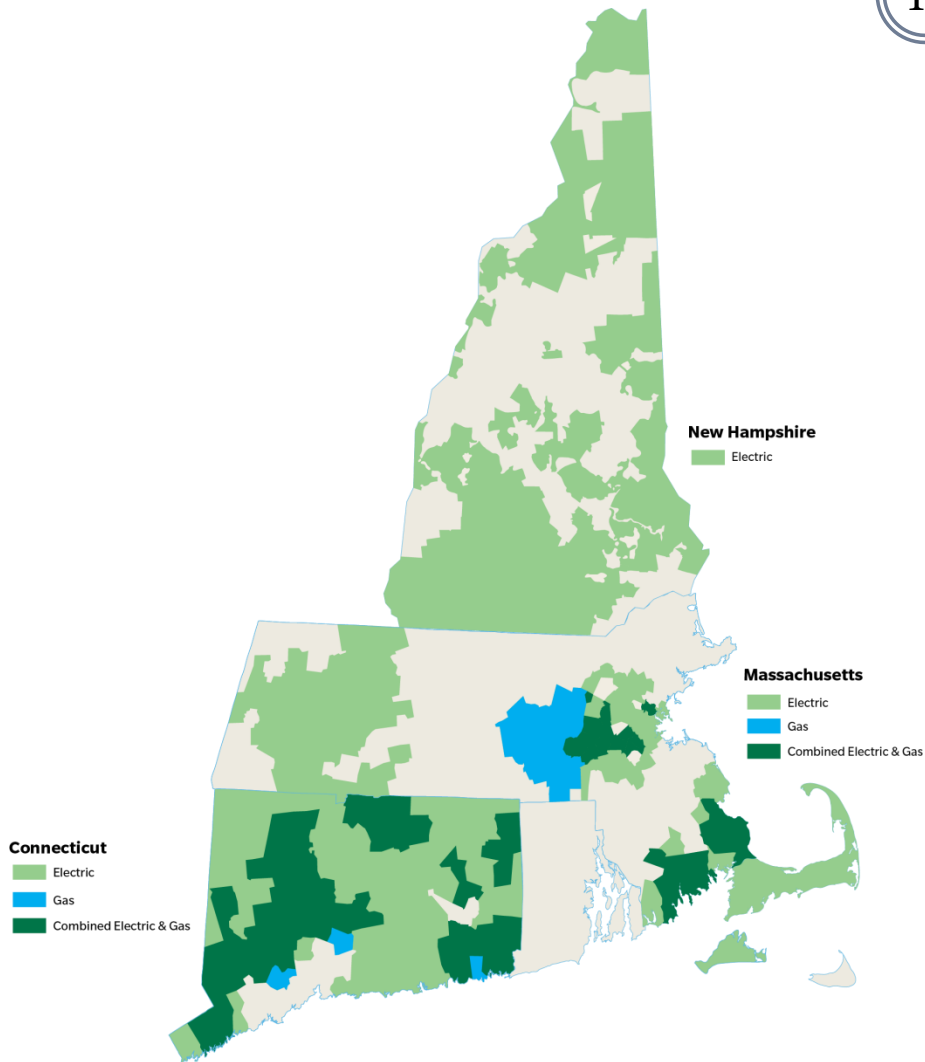 New Hampshire
Electric
Massachusetts
Electric
Gas
Combined Electric & Gas
Connecticut
Electric
Gas
Combined Electric & Gas